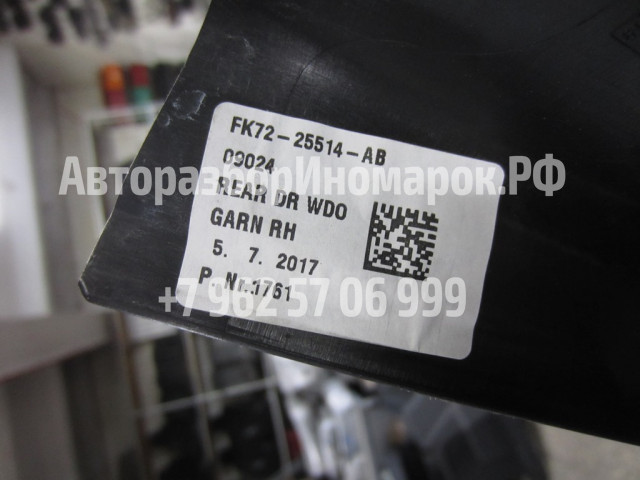 FK72-25514-AB
09024
АвторазборИномарок.РФ
REAR DR WDO
GARN RH
5. 7. 2017
P. Nr.:1761
+7 962 57 06 999